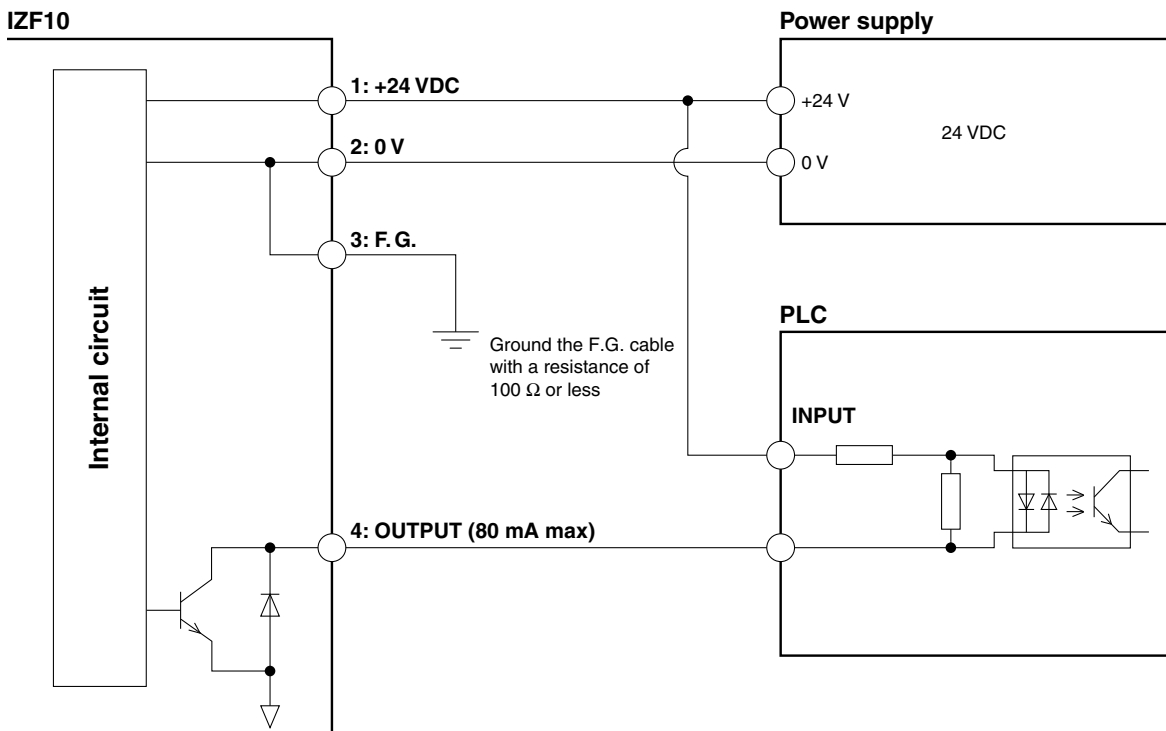 IZF10
Power supply
1: +24 VDC
+24 V
24 VDC
2: 0 V
0 V
3: F.G.
Ground the F.G. cable
with a resistance of
100 Ω or less
Internal circuit
PLC
INPUT
4: OUTPUT (80 mA max)